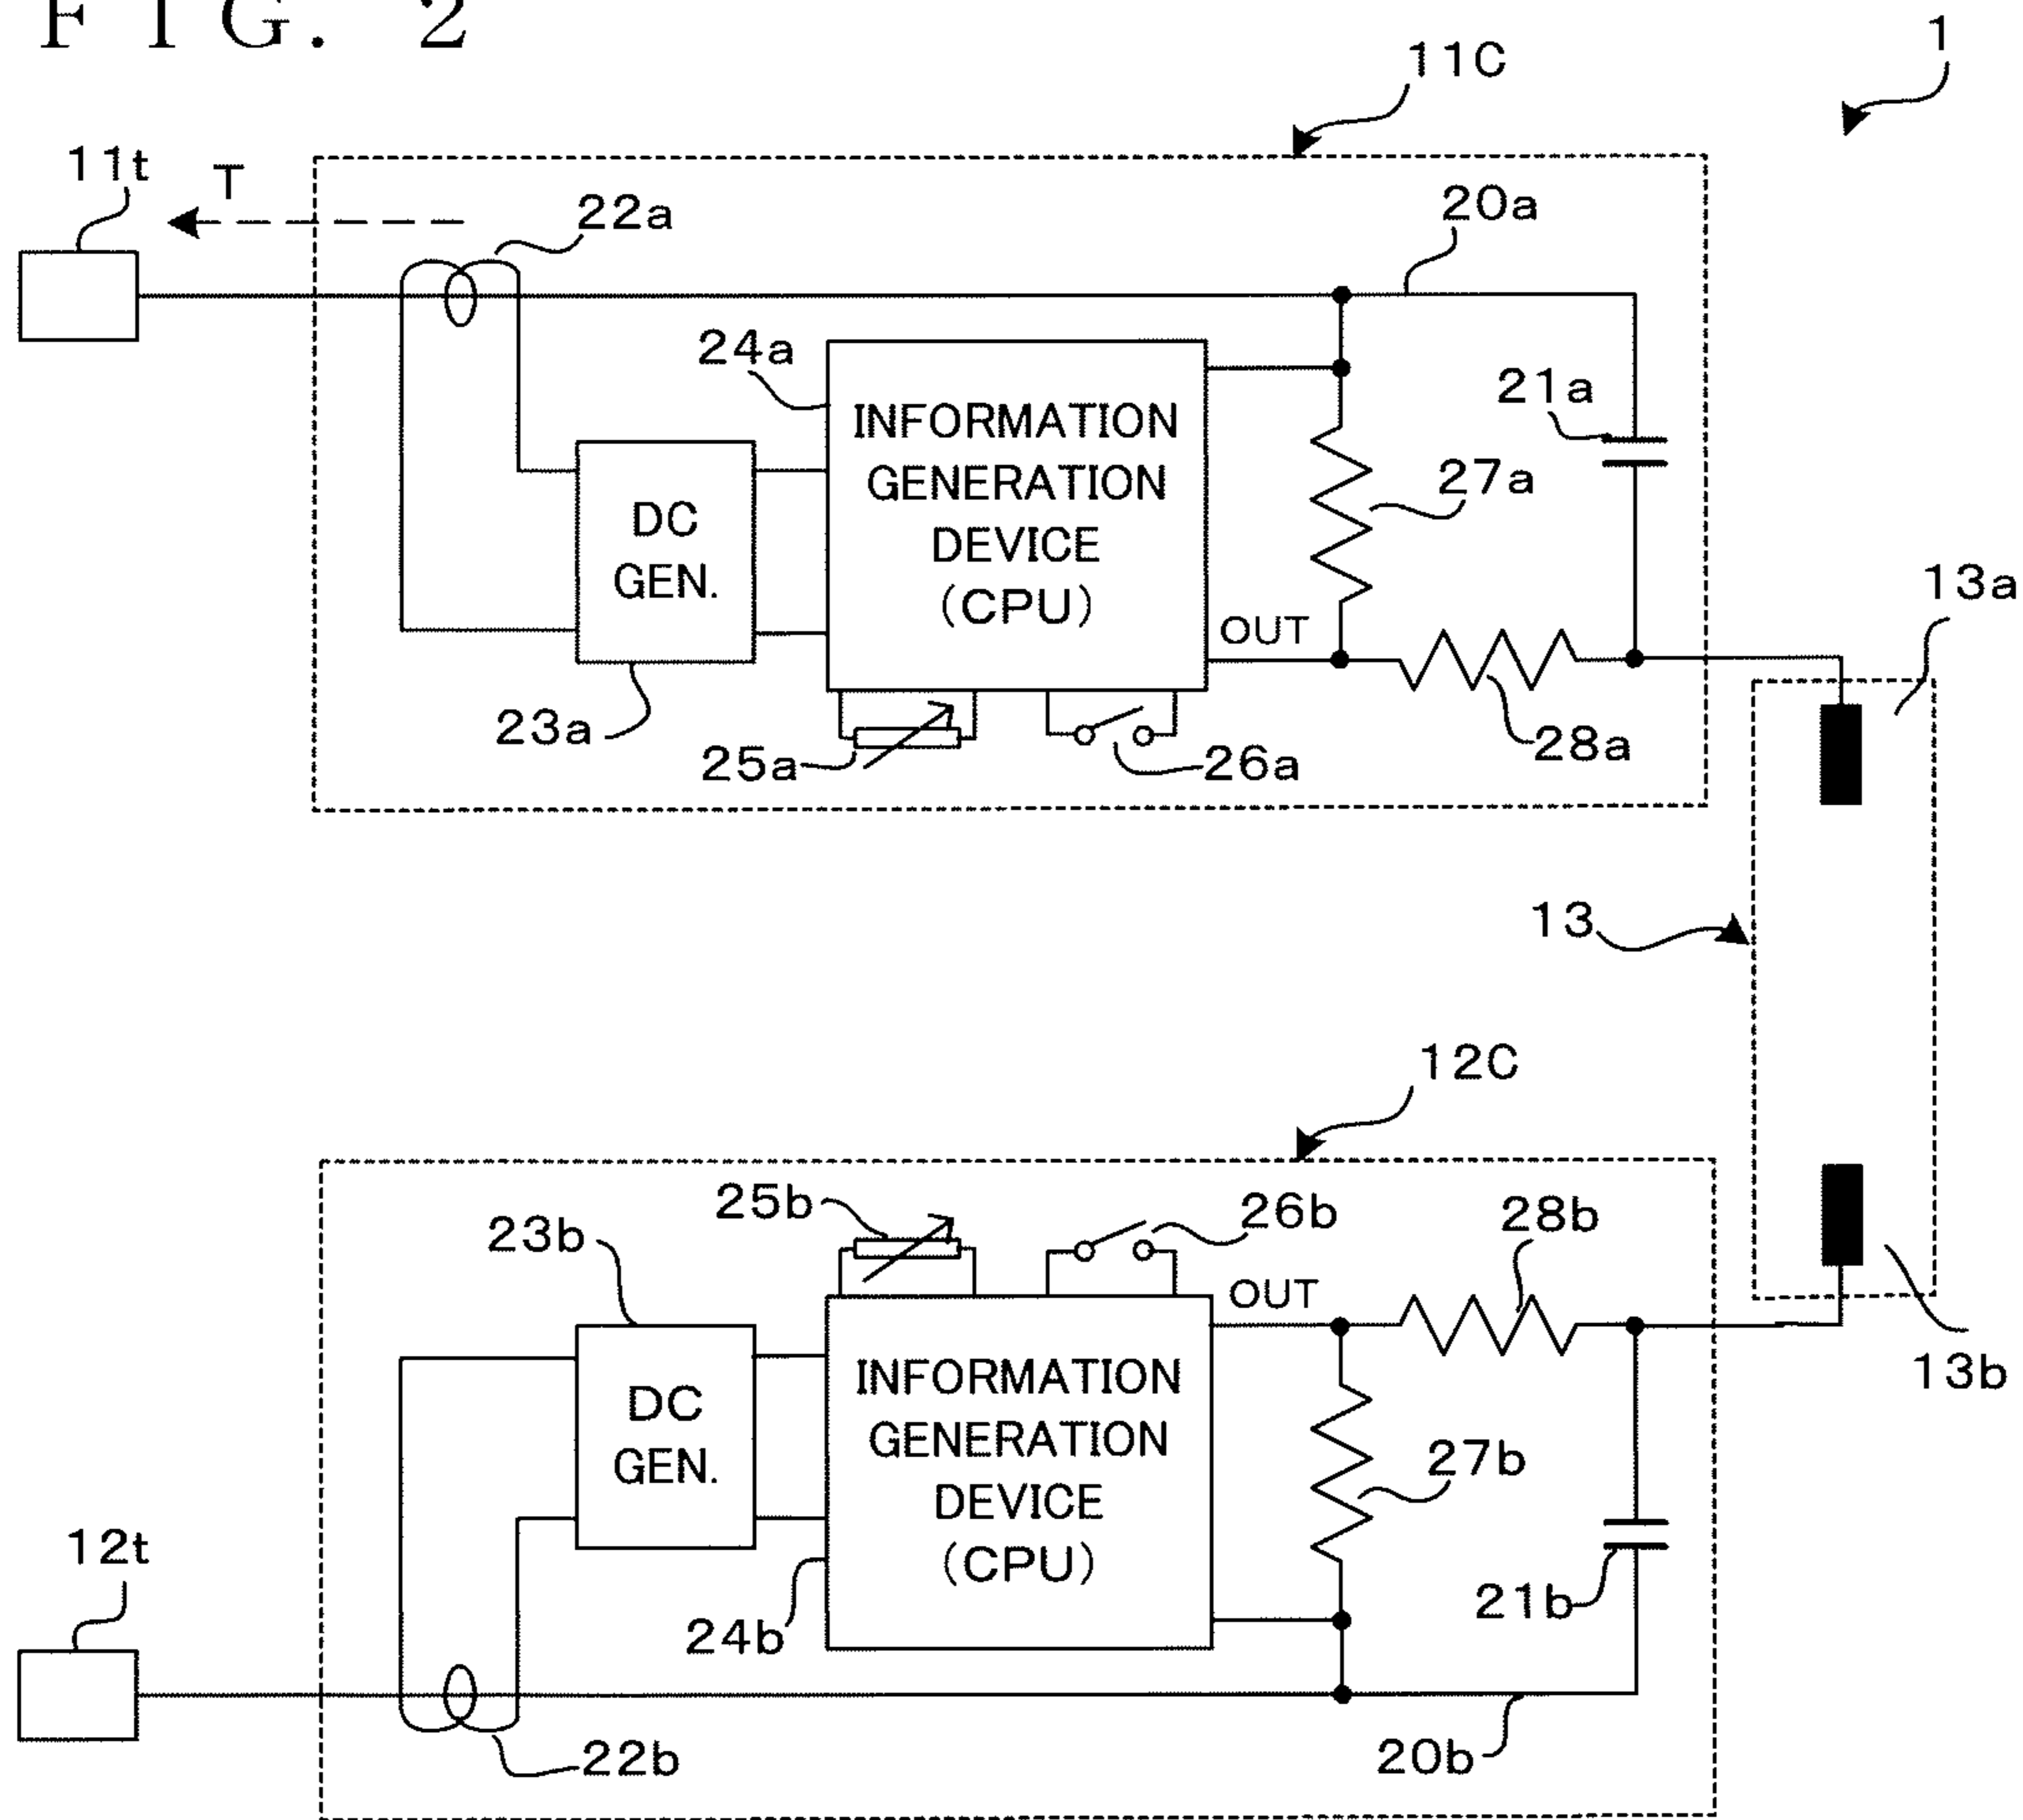 FIG. 2
1
11C
11t
T
22a
20a
24a
21a
INFORMATION
GENERATION
DEVICE
(CPU)
27a
DC
GEN.
13a
OUT
23a
25a
26a
28a
13
12C
25b
26b
28b
23b
OUT
13b
INFORMATION
GENERATION
DEVICE
(CPU)
DC
GEN.
27b
12t
21b
24b
22b
20b